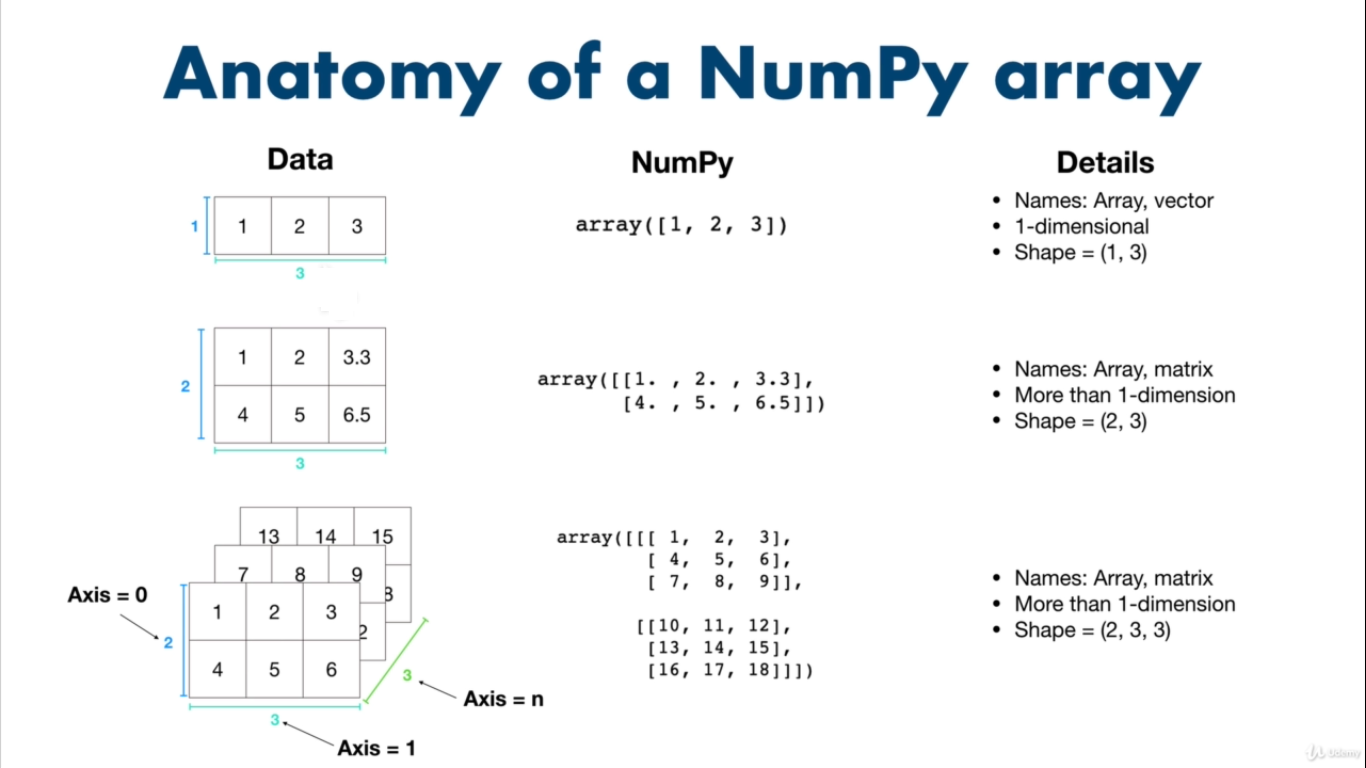 Anatomy of a NumPy array
Data
NumPy
Details
1
1 2 3
3
array([1, 2, 3])
• Names: Array, vector
• 1-dimensional
• Shape = (1, 3)
2
1 2 3.3
4 5 6.5
3
array([[1. , 2. , 3.3],
[4. , 5. , 6.5]])
• Names: Array, matrix
• More than 1-dimension
• Shape = (2, 3)
13 14 15
7 8 9
8
2
1 2 3
4 5 6
Axis = 0
2
3
Axis = 1
3
Axis = n
array([[[ 1, 2, 3],
[ 4, 5, 6],
[ 7, 8, 9]],
[[10, 11, 12],
[13, 14, 15],
[16, 17, 18]]])
• Names: Array, matrix
• More than 1-dimension
• Shape = (2, 3, 3)
Udemy